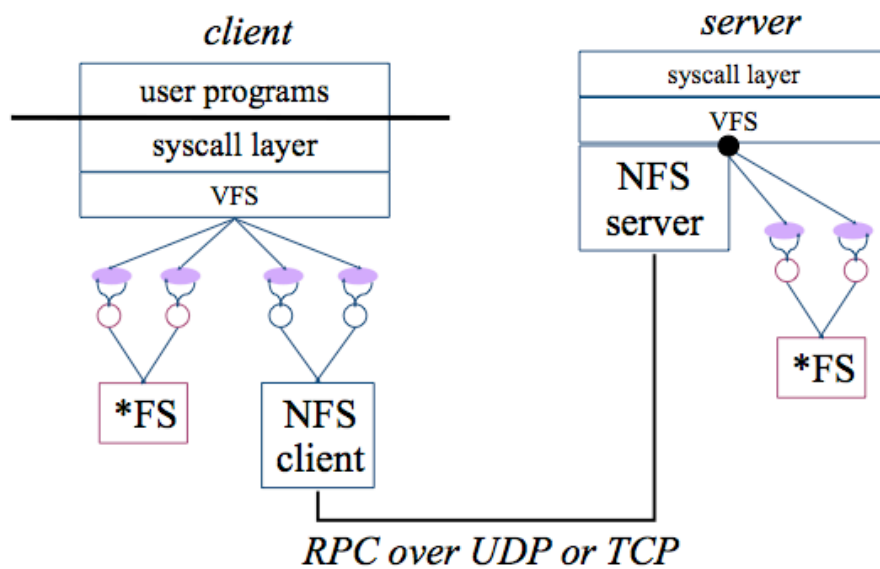 client
user programs
syscall layer
VFS
*FS
NFS
client
server
syscall layer
VFS
NFS
server
*FS
RPC over UDP or TCP